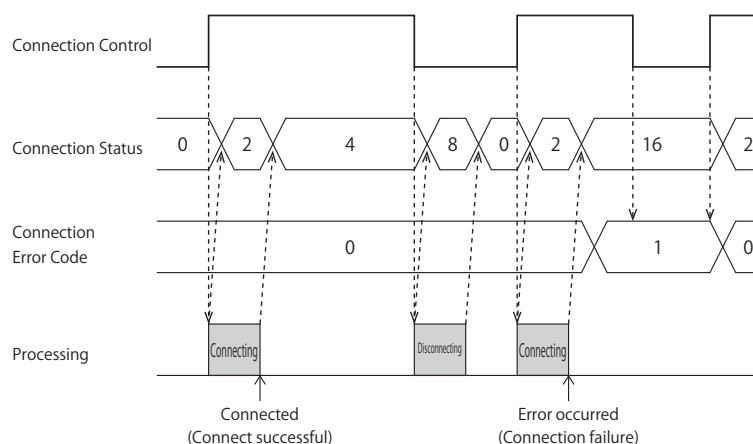 Connection Control
Connection Status
0 2 4 8 0 2 16 2
Connection
Error Code
0 1 0
Processing
Connecting Disconnecting Connecting
Connected
(Connect successful)
Error occurred
(Connection failure)